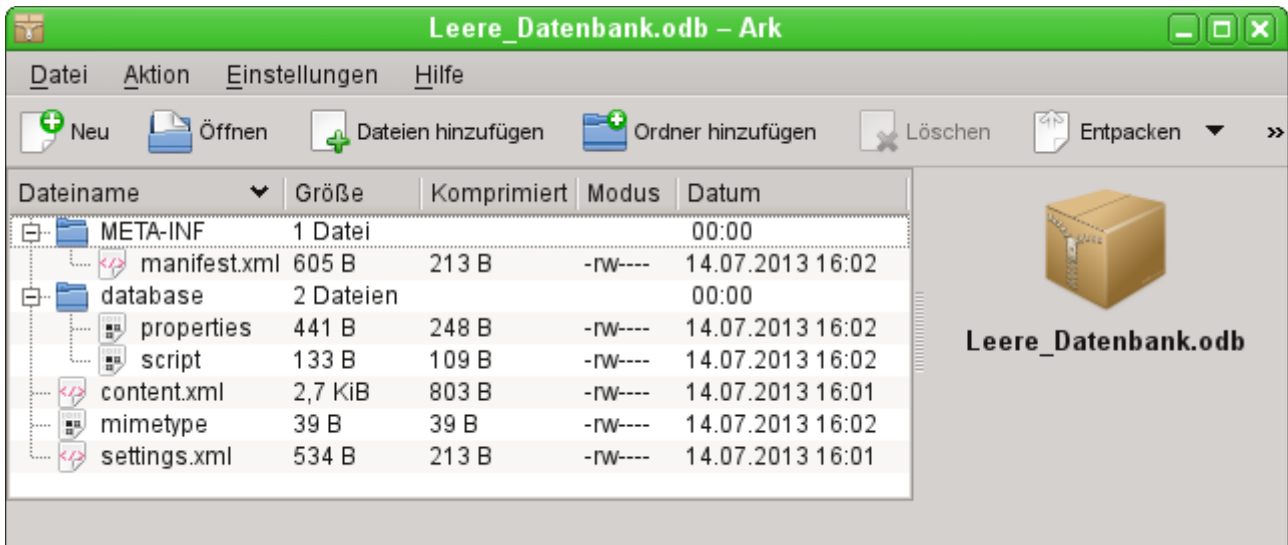 Leere_Datenbank.odb – Ark
Datei Aktion Einstellungen Hilfe
Neu Öffnen Dateien hinzufügen Ordner hinzufügen Löschen Entpacken »
Dateiname Größe Komprimiert Modus Datum
META-INF 1 Datei 00:00
manifest.xml 605 B 213 B -rw---- 14.07.2013 16:02
database 2 Dateien 00:00
properties 441 B 248 B -rw---- 14.07.2013 16:02
script 133 B 109 B -rw---- 14.07.2013 16:02
content.xml 2,7 KiB 803 B -rw---- 14.07.2013 16:01
mimetype 39 B 39 B -rw---- 14.07.2013 16:02
settings.xml 534 B 213 B -rw---- 14.07.2013 16:01
Leere_Datenbank.odb